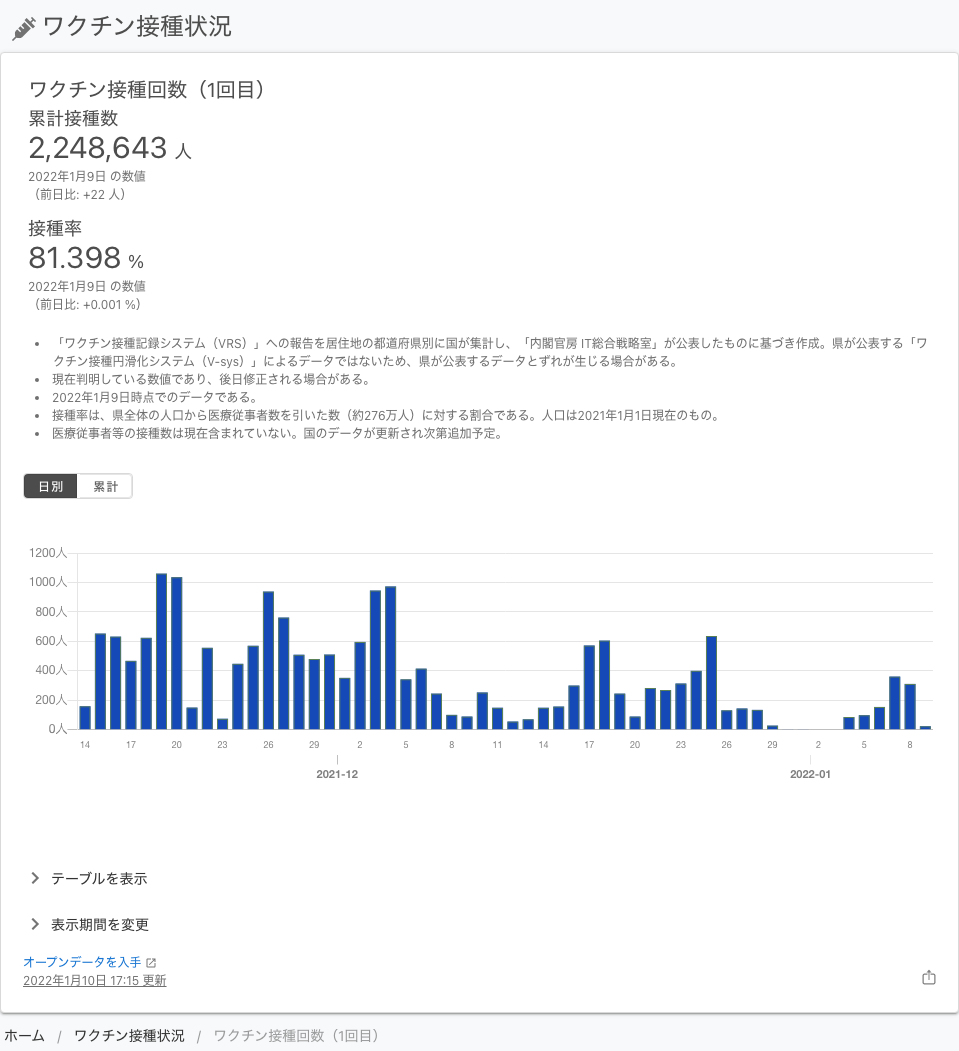 ワクチン接種状況
ワクチン接種回数（1回目）
累計接種数
2,248,643 人
2022年1月9日 の数値
（前日比: +22 人）
接種率
81.398 %
2022年1月9日 の数値
（前日比: +0.001 %）
• 「ワクチン接種記録システム（VRS）」への報告を居住地の都道府県別に国が集計し、「内閣官房 IT総合戦略室」が公表したものに基づき作成。県が公表する「ワ
クチン接種円滑化システム（V-sys）」によるデータではないため、県が公表するデータとずれが生じる場合がある。
• 現在判明している数値であり、後日修正される場合がある。
• 2022年1月9日時点でのデータである。
• 接種率は、県全体の人口から医療従事者数を引いた数（約276万人）に対する割合である。人口は2021年1月1日現在のもの。
• 医療従事者等の接種数は現在含まれていない。国のデータが更新され次第追加予定。
日別 累計
1200人
1000人
800人
600人
400人
200人
0人
14 17 20 23 26 29 2 5 8 11 14 17 20 23 26 29 2 5 8
2021-12 2022-01
テーブルを表示
表示期間を変更
オープンデータを入手
2022年1月10日 17:15 更新
ホーム / ワクチン接種状況 / ワクチン接種回数（1回目）